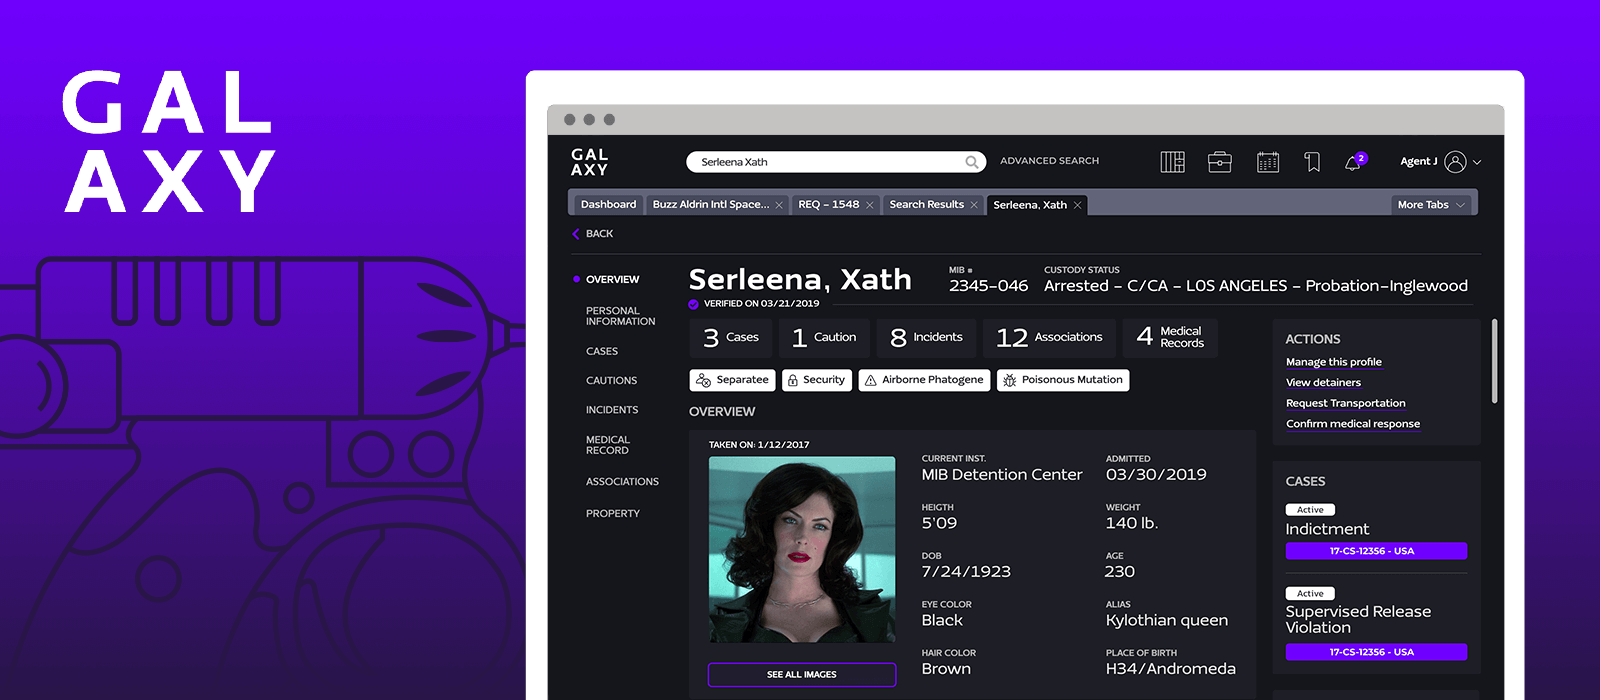 GAL
AXY
GAL
AXY
Serleena Xath
ADVANCED SEARCH
2
Agent J
Dashboard
Buzz Aldrin Intl Space...
REQ – 1548
Search Results
Serleena, Xath
More Tabs
BACK
OVERVIEW
PERSONAL
INFORMATION
CASES
CAUTIONS
INCIDENTS
MEDICAL
RECORD
ASSOCIATIONS
PROPERTY
Serleena, Xath
VERIFIED ON 03/21/2019
MIB #
2345-046
CUSTODY STATUS
Arrested – C/CA – LOS ANGELES – Probation-Inglewood
3 Cases
1 Caution
8 Incidents
12 Associations
4 Medical
Records
Separatee
Security
Airborne Phatogene
Poisonous Mutation
OVERVIEW
TAKEN ON: 1/12/2017
SEE ALL IMAGES
CURRENT INST.
MIB Detention Center
ADMITTED
03/30/2019
HEIGTH
5'09
WEIGHT
140 lb.
DOB
7/24/1923
AGE
230
EYE COLOR
Black
ALIAS
Kylothian queen
HAIR COLOR
Brown
PLACE OF BIRTH
H34/Andromeda
ACTIONS
Manage this profile
View detainers
Request Transportation
Confirm medical response
CASES
Active
Indictment
17-CS-12356 - USA
Active
Supervised Release
Violation
17-CS-12356 - USA